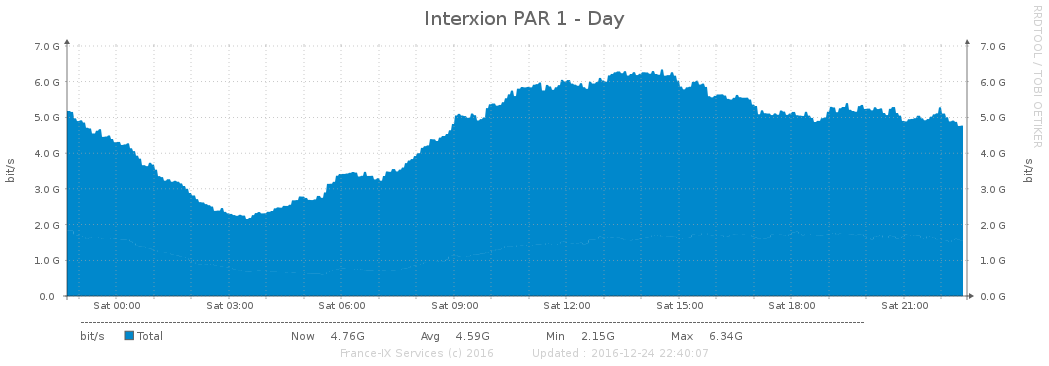 Interxion PAR 1 - Day
RRDTOOL / TOBI OETIKER
bit/s
7.0 G
6.0 G
5.0 G
4.0 G
3.0 G
2.0 G
1.0 G
0.0
7.0 G
6.0 G
5.0 G
4.0 G
3.0 G
2.0 G
1.0 G
0.0 G
bit/s
Sat 00:00 Sat 03:00 Sat 06:00 Sat 09:00 Sat 12:00 Sat 15:00 Sat 18:00 Sat 21:00
bit/s Total Now 4.76G Avg 4.59G Min 2.15G Max 6.34G
France-IX Services (c) 2016 Updated : 2016-12-24 22:40:07